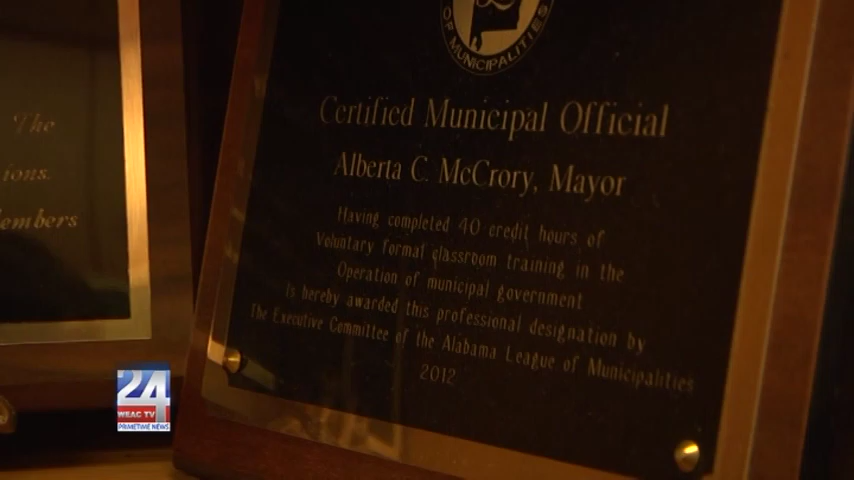 OF MUNICIPALITIES
The
ions.
embers
Certified Municipal Official
Alberta C. McCrory, Mayor
Having completed 40 credit hours of
Voluntary formal classroom training in the
Operation of municipal government
Is hereby awarded this professional designation by
The Executive Committee of the Alabama League of Municipalities
2012
24
WEAC TV
PRIMETIME NEWS